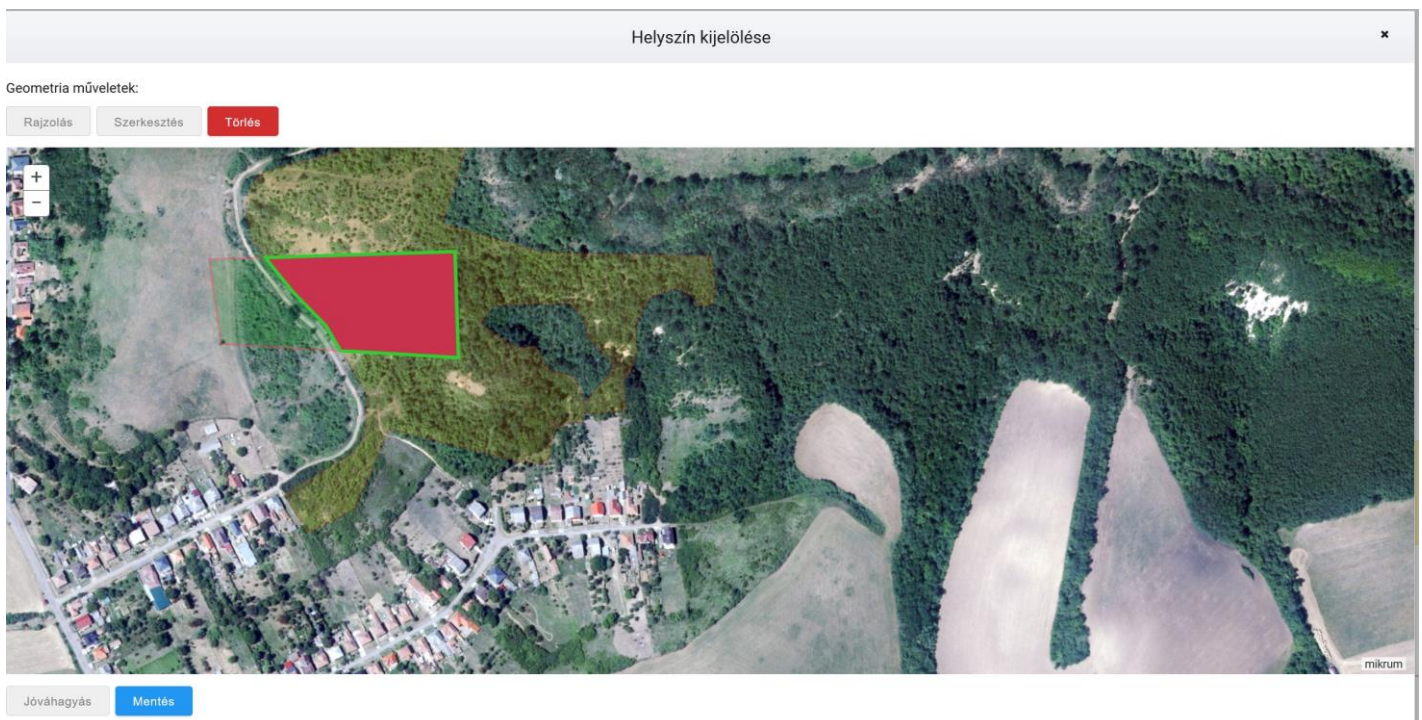 Helyszín kijelölése
Geometria műveletek:
Rajzolás Szerkesztés Törlés
+
−
mikrum
Jóváhagyás Mentés